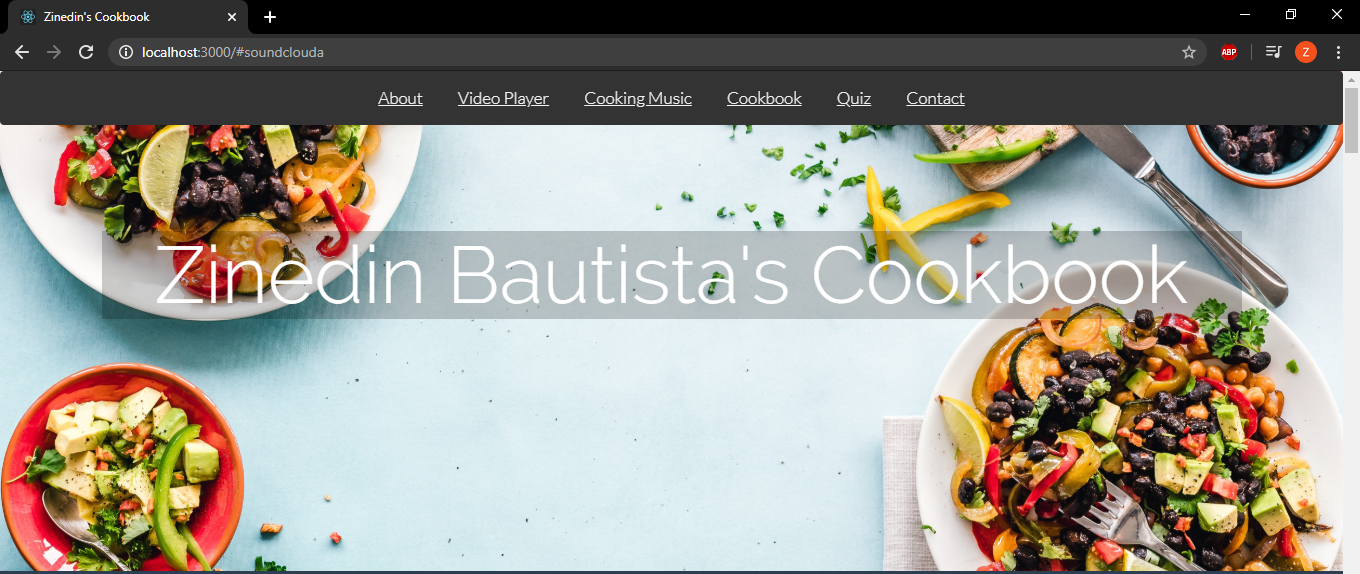 Zinedin's Cookbook
localhost:3000/#soundclouda
ABP
Z
About Video Player Cooking Music Cookbook Quiz Contact
Zinedin Bautista's Cookbook